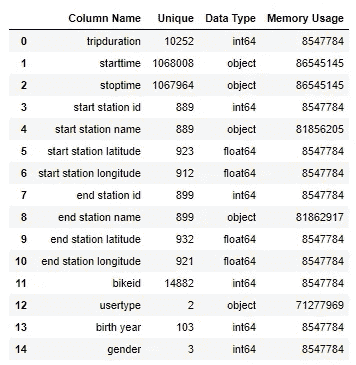 Column Name Unique Data Type Memory Usage
0 tripduration 10252 int64 8547784
1 starttime 1068008 object 86545145
2 stoptime 1067964 object 86545145
3 start station id 889 int64 8547784
4 start station name 889 object 81856205
5 start station latitude 923 float64 8547784
6 start station longitude 912 float64 8547784
7 end station id 899 int64 8547784
8 end station name 899 object 81862917
9 end station latitude 932 float64 8547784
10 end station longitude 921 float64 8547784
11 bikeid 14882 int64 8547784
12 usertype 2 object 71277969
13 birth year 103 int64 8547784
14 gender 3 int64 8547784